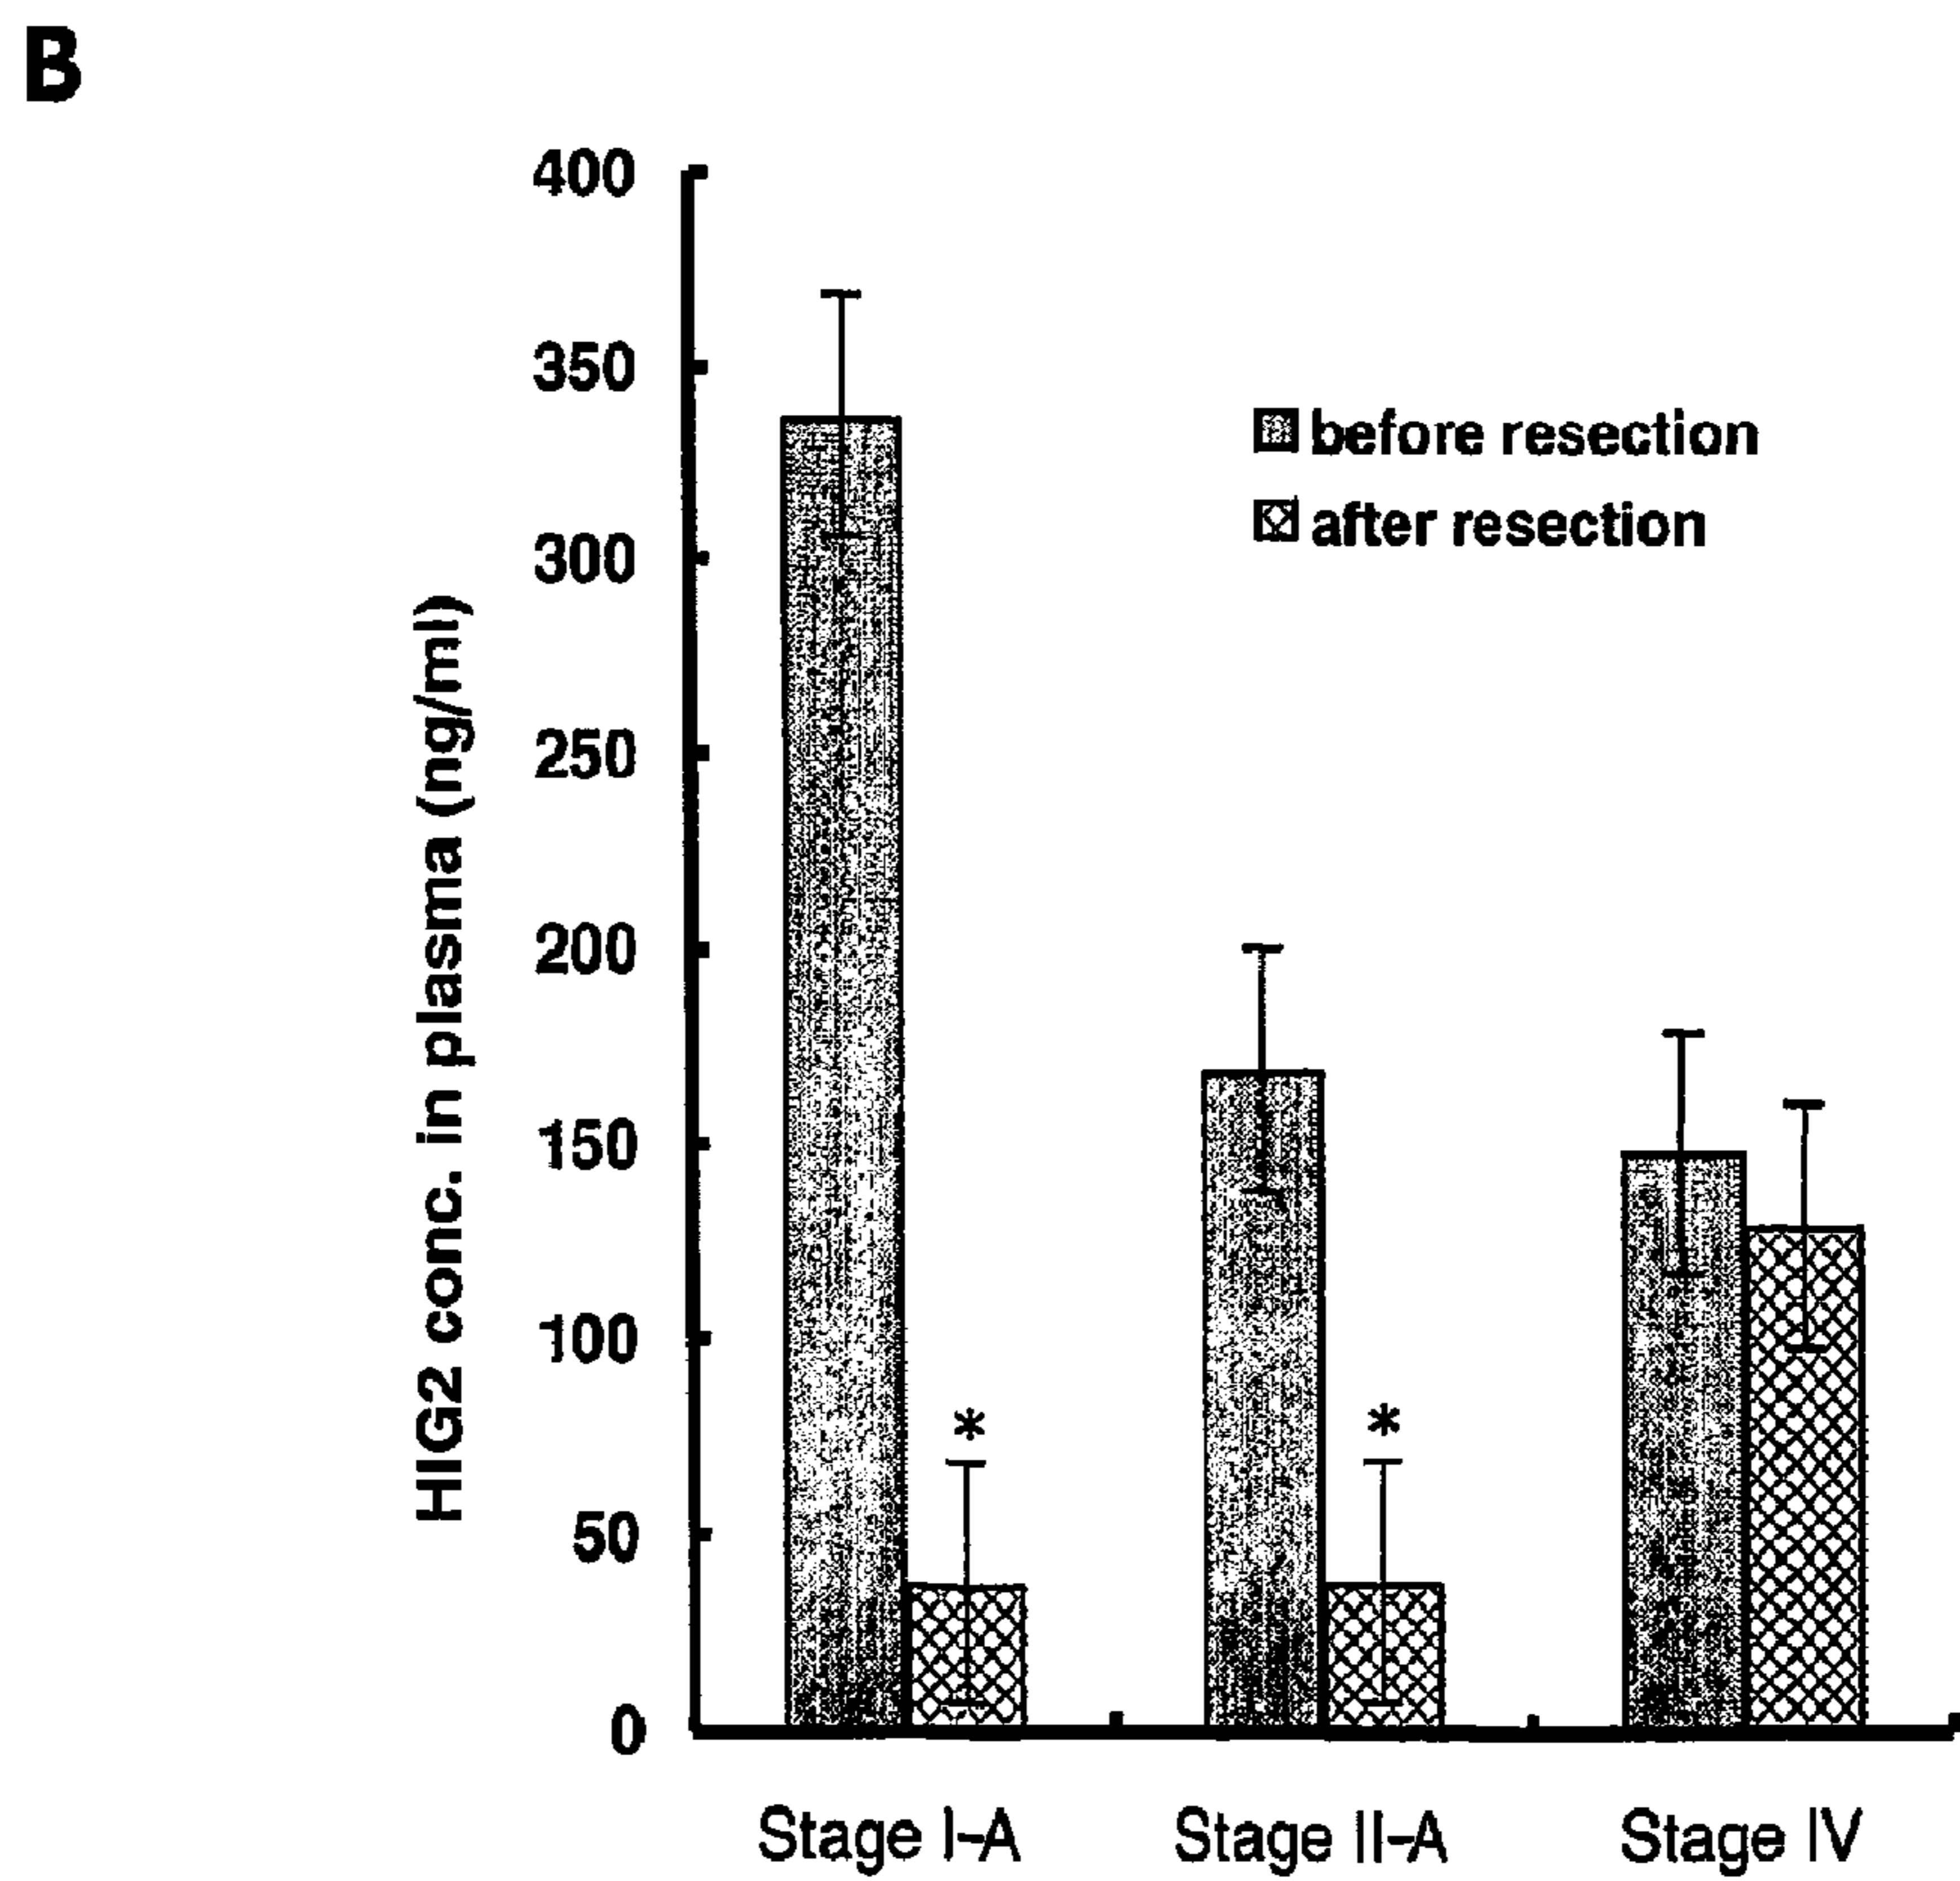 B
400
350
300
250
200
150
100
50
0
HIG2 conc. in plasma (ng/ml)
before resection
after resection
*
*
Stage I-A
Stage II-A
Stage IV